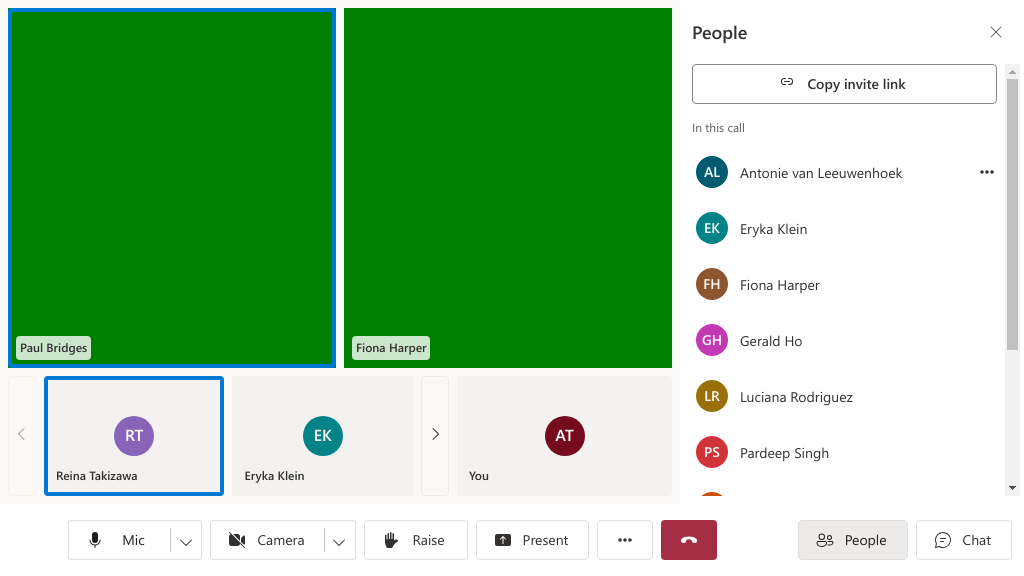 Paul Bridges
Fiona Harper
RT
Reina Takizawa
EK
Eryka Klein
AT
You
People
Copy invite link
In this call
AL Antonie van Leeuwenhoek
EK Eryka Klein
FH Fiona Harper
GH Gerald Ho
LR Luciana Rodriguez
PS Pardeep Singh
Mic
Camera
Raise
Present
People
Chat